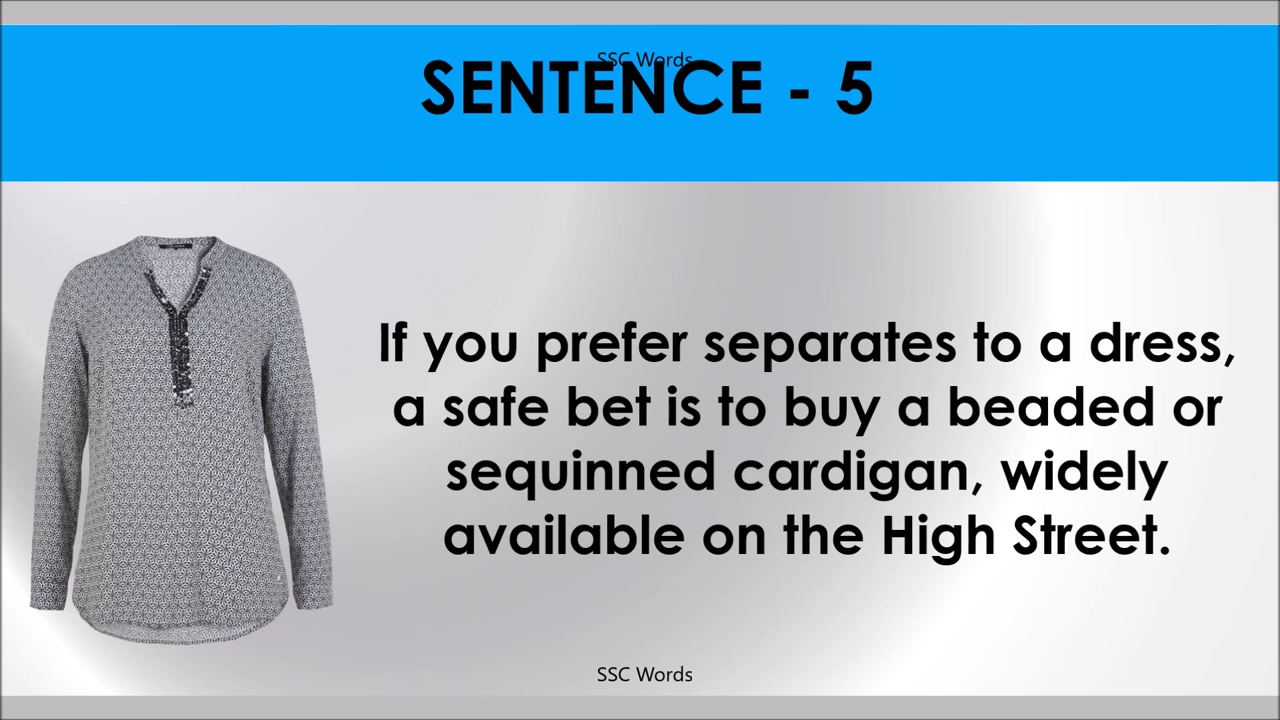 SSC Words
SENTENCE - 5
If you prefer separates to a dress,
a safe bet is to buy a beaded or
sequinned cardigan, widely
available on the High Street.
SSC Words